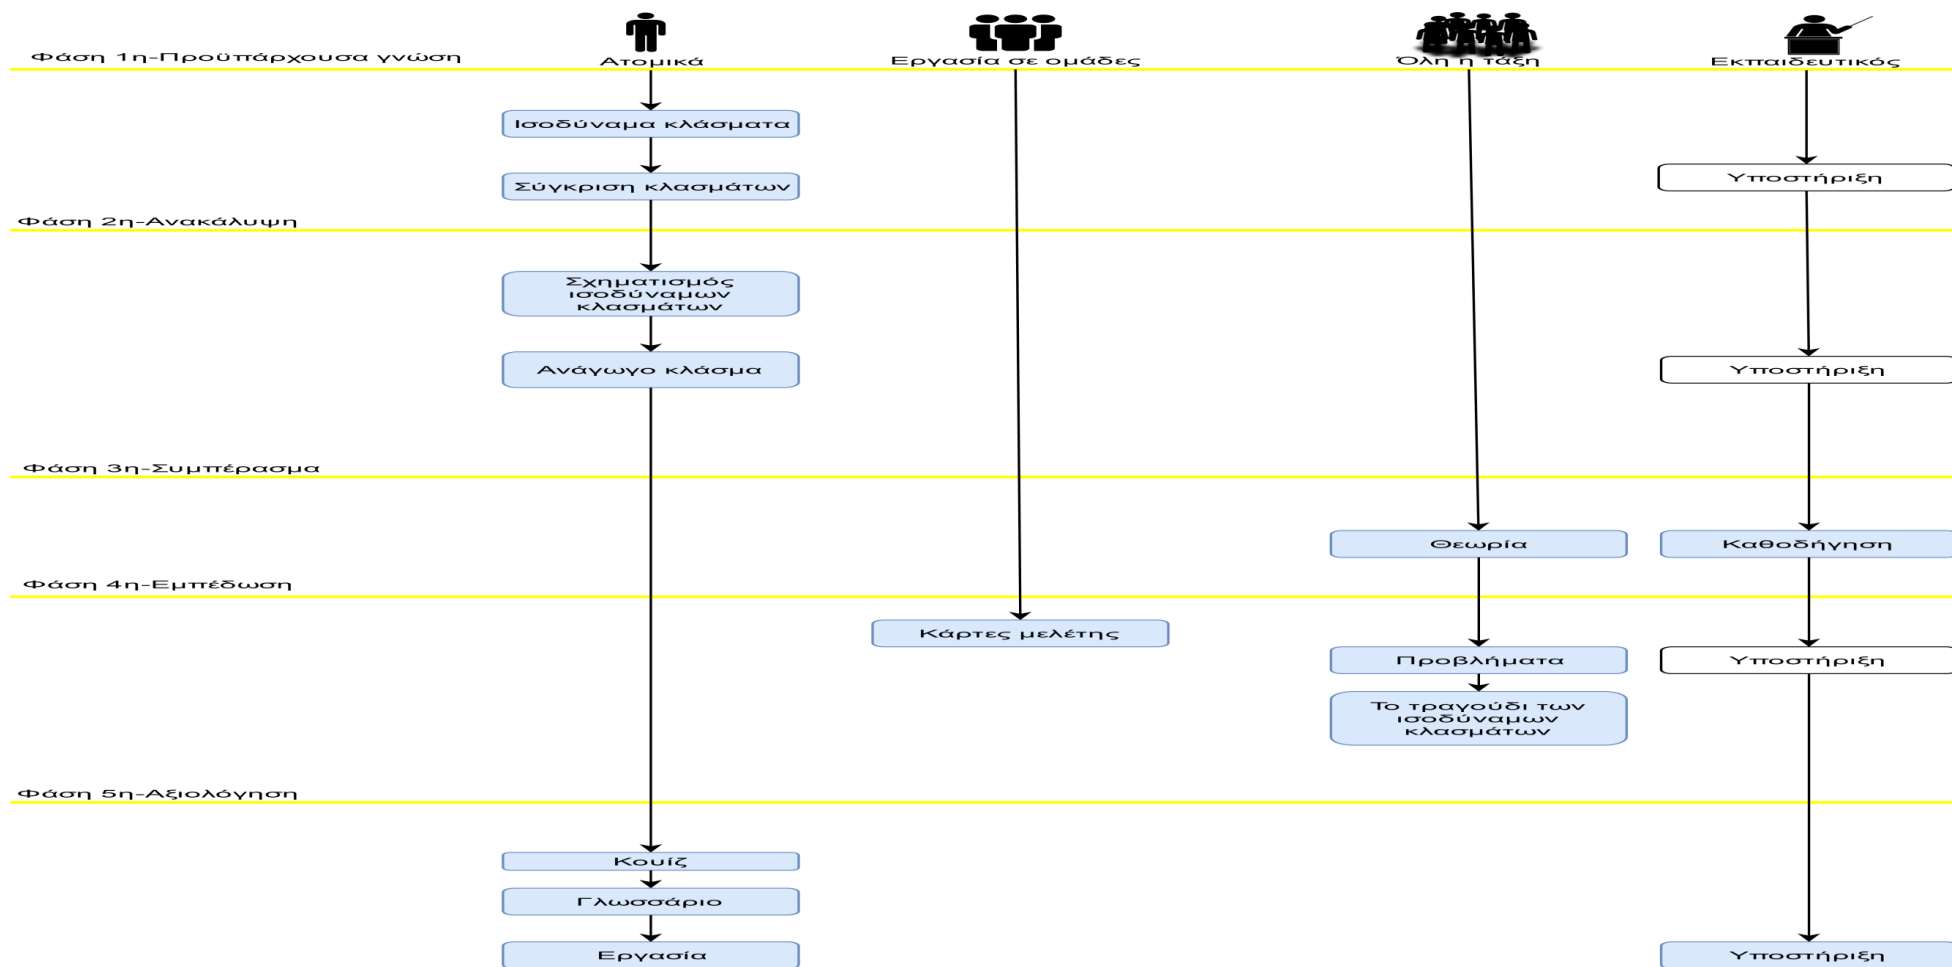 Φάση 1η-Προϋπάρχουσα γνώση
Ατομικά
Εργασία σε ομάδες
Όλη η τάξη
Εκπαιδευτικός
Ισοδύναμα κλάσματα
Υποστήριξη
Σύγκριση κλασμάτων
Φάση 2η-Ανακάλυψη
Σχηματισμός
ισοδύναμων
κλασμάτων
Ανάγωγο κλάσμα
Υποστήριξη
Φάση 3η-Συμπέρασμα
Θεωρία
Καθοδήγηση
Φάση 4η-Εμπέδωση
Κάρτες μελέτης
Προβλήματα
Υποστήριξη
Το τραγούδι των
ισοδύναμων
κλασμάτων
Φάση 5η-Αξιολόγηση
Κουίζ
Γλωσσάριο
Εργασία
Υποστήριξη